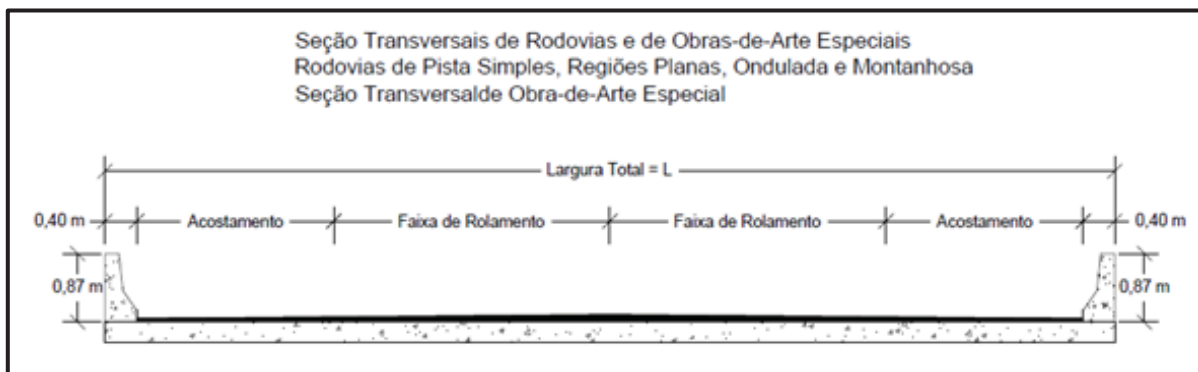 Seção Transversais de Rodovias e de Obras-de-Arte Especiais
Rodovias de Pista Simples, Regiões Planas, Ondulada e Montanhosa
Seção Transversalde Obra-de-Arte Especial
Largura Total = L
0,40 m
Acostamento
Faixa de Rolamento
Faixa de Rolamento
Acostamento
0,40 m
0,87 m
0,87 m